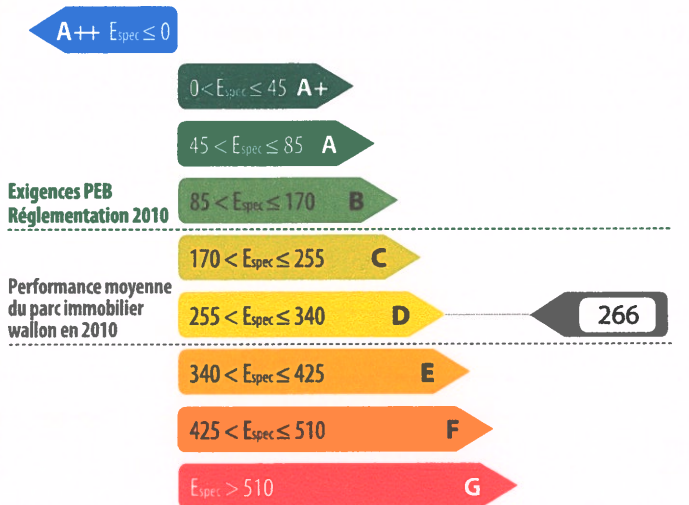 A++ Espec ≤ 0
0 < Espec ≤ 45 A+
45 < Espec ≤ 85 A
Exigences PEB
Réglementation 2010
85 < Espec ≤ 170 B
170 < Espec ≤ 255 C
Performance moyenne
du parc immobilier
wallon en 2010
255 < Espec ≤ 340 D
266
340 < Espec ≤ 425 E
425 < Espec ≤ 510 F
Espec > 510 G